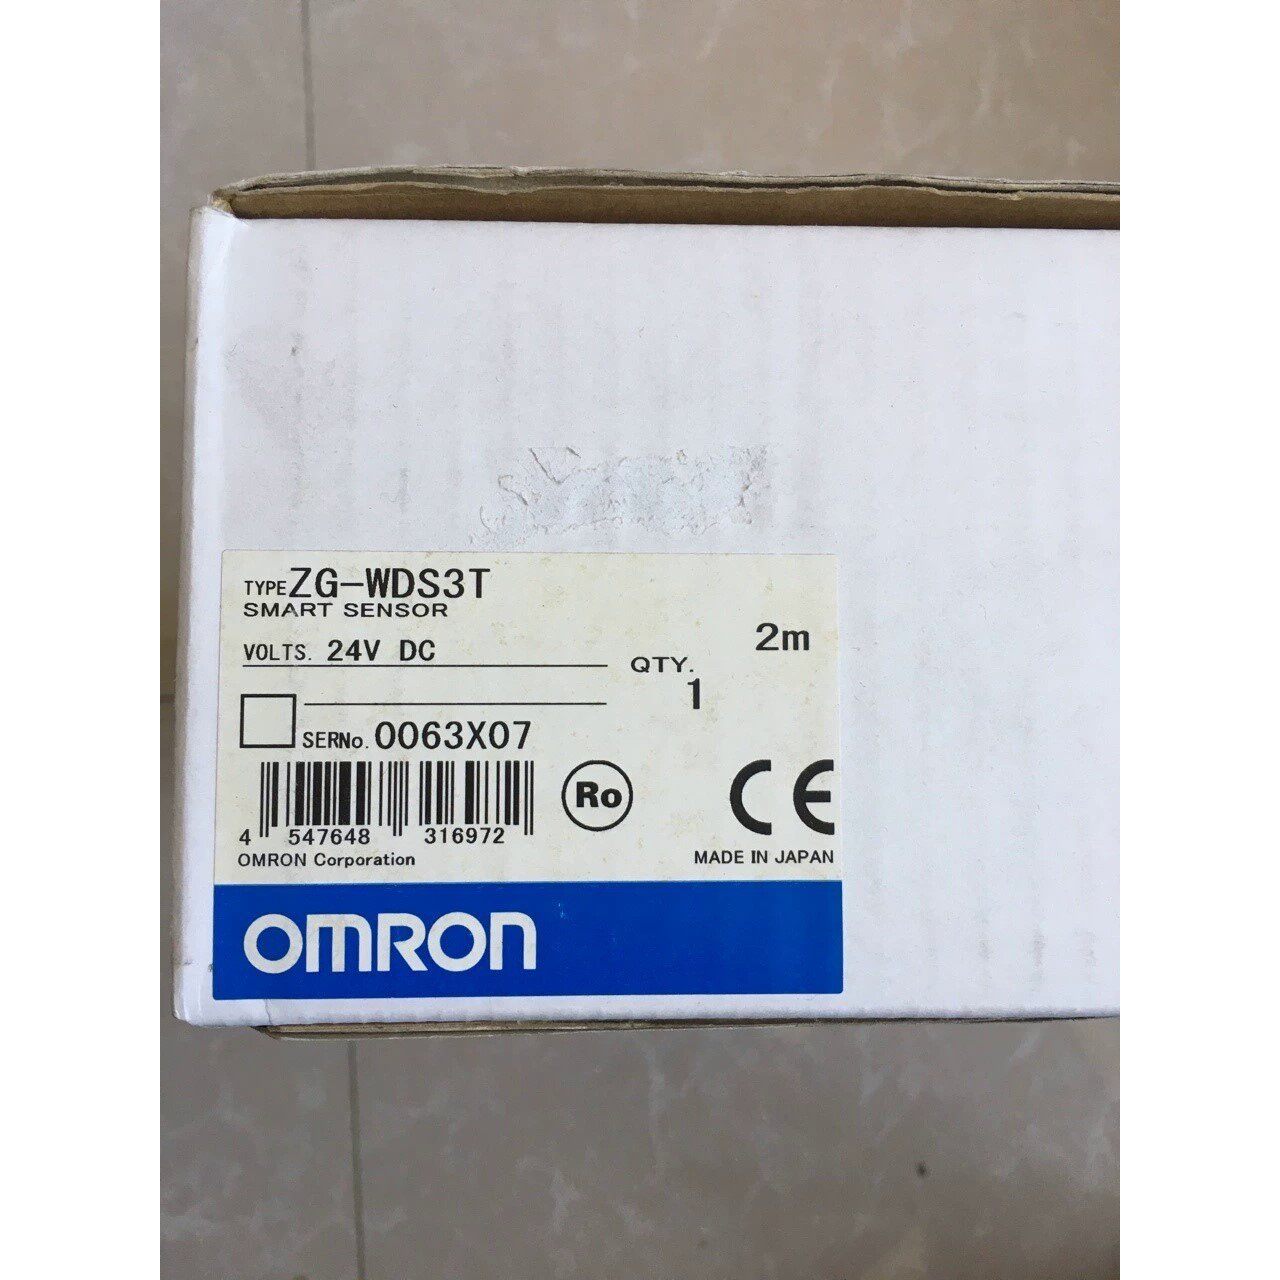 TYPE ZG-WDS3T
SMART SENSOR
2m
VOLTS. 24V DC
QTY.
1
SERNo. 0063X07
Ro
CE
4 547648 316972
OMRON Corporation
MADE IN JAPAN
OMRON